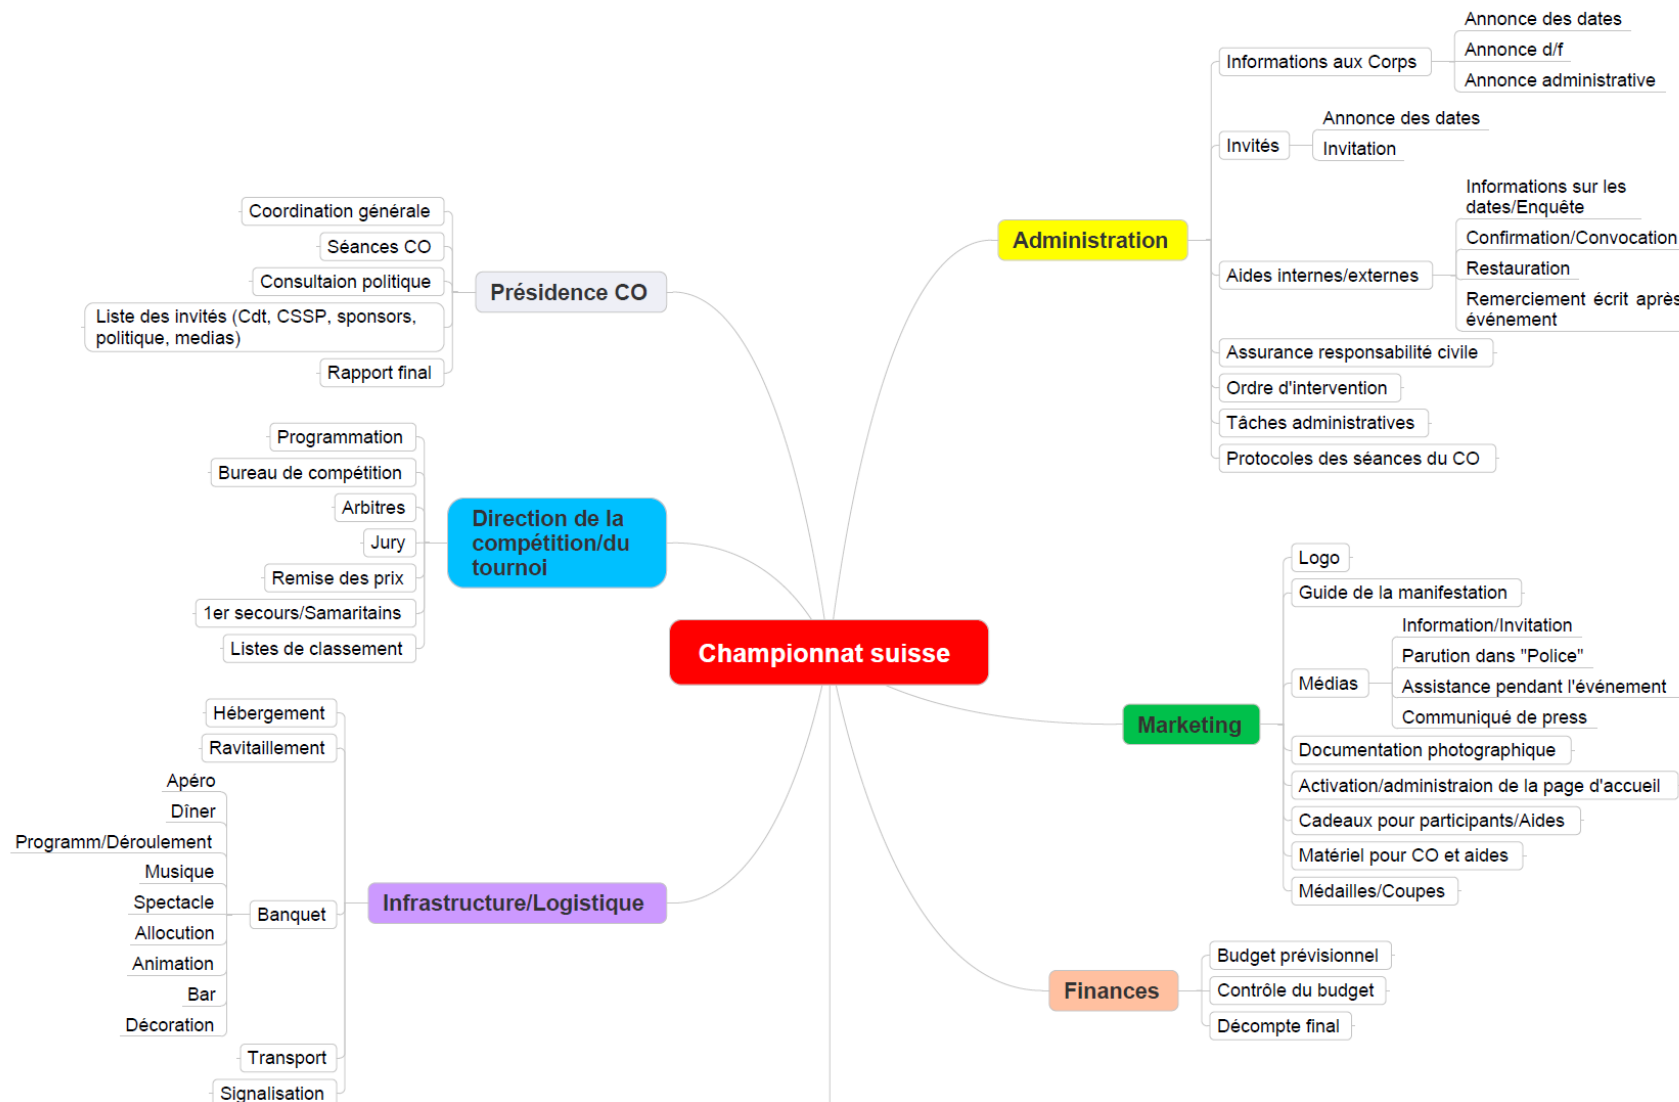 Championnat suisse
Présidence CO
Coordination générale
Séances CO
Consultaion politique
Liste des invités (Cdt, CSSP, sponsors,
politique, medias)
Rapport final
Direction de la
compétition/du
tournoi
Programmation
Bureau de compétition
Arbitres
Jury
Remise des prix
1er secours/Samaritains
Listes de classement
Infrastructure/Logistique
Hébergement
Ravitaillement
Banquet
Apéro
Dîner
Programm/Déroulement
Musique
Spectacle
Allocution
Animation
Bar
Décoration
Transport
Signalisation
Administration
Informations aux Corps
Annonce des dates
Annonce d/f
Annonce administrative
Invités
Annonce des dates
Invitation
Aides internes/externes
Informations sur les
dates/Enquête
Confirmation/Convocation
Restauration
Remerciement écrit après
événement
Assurance responsabilité civile
Ordre d'intervention
Tâches administratives
Protocoles des séances du CO
Marketing
Logo
Guide de la manifestation
Médias
Information/Invitation
Parution dans "Police"
Assistance pendant l'événement
Communiqué de press
Documentation photographique
Activation/administraion de la page d'accueil
Cadeaux pour participants/Aides
Matériel pour CO et aides
Médailles/Coupes
Finances
Budget prévisionnel
Contrôle du budget
Décompte final